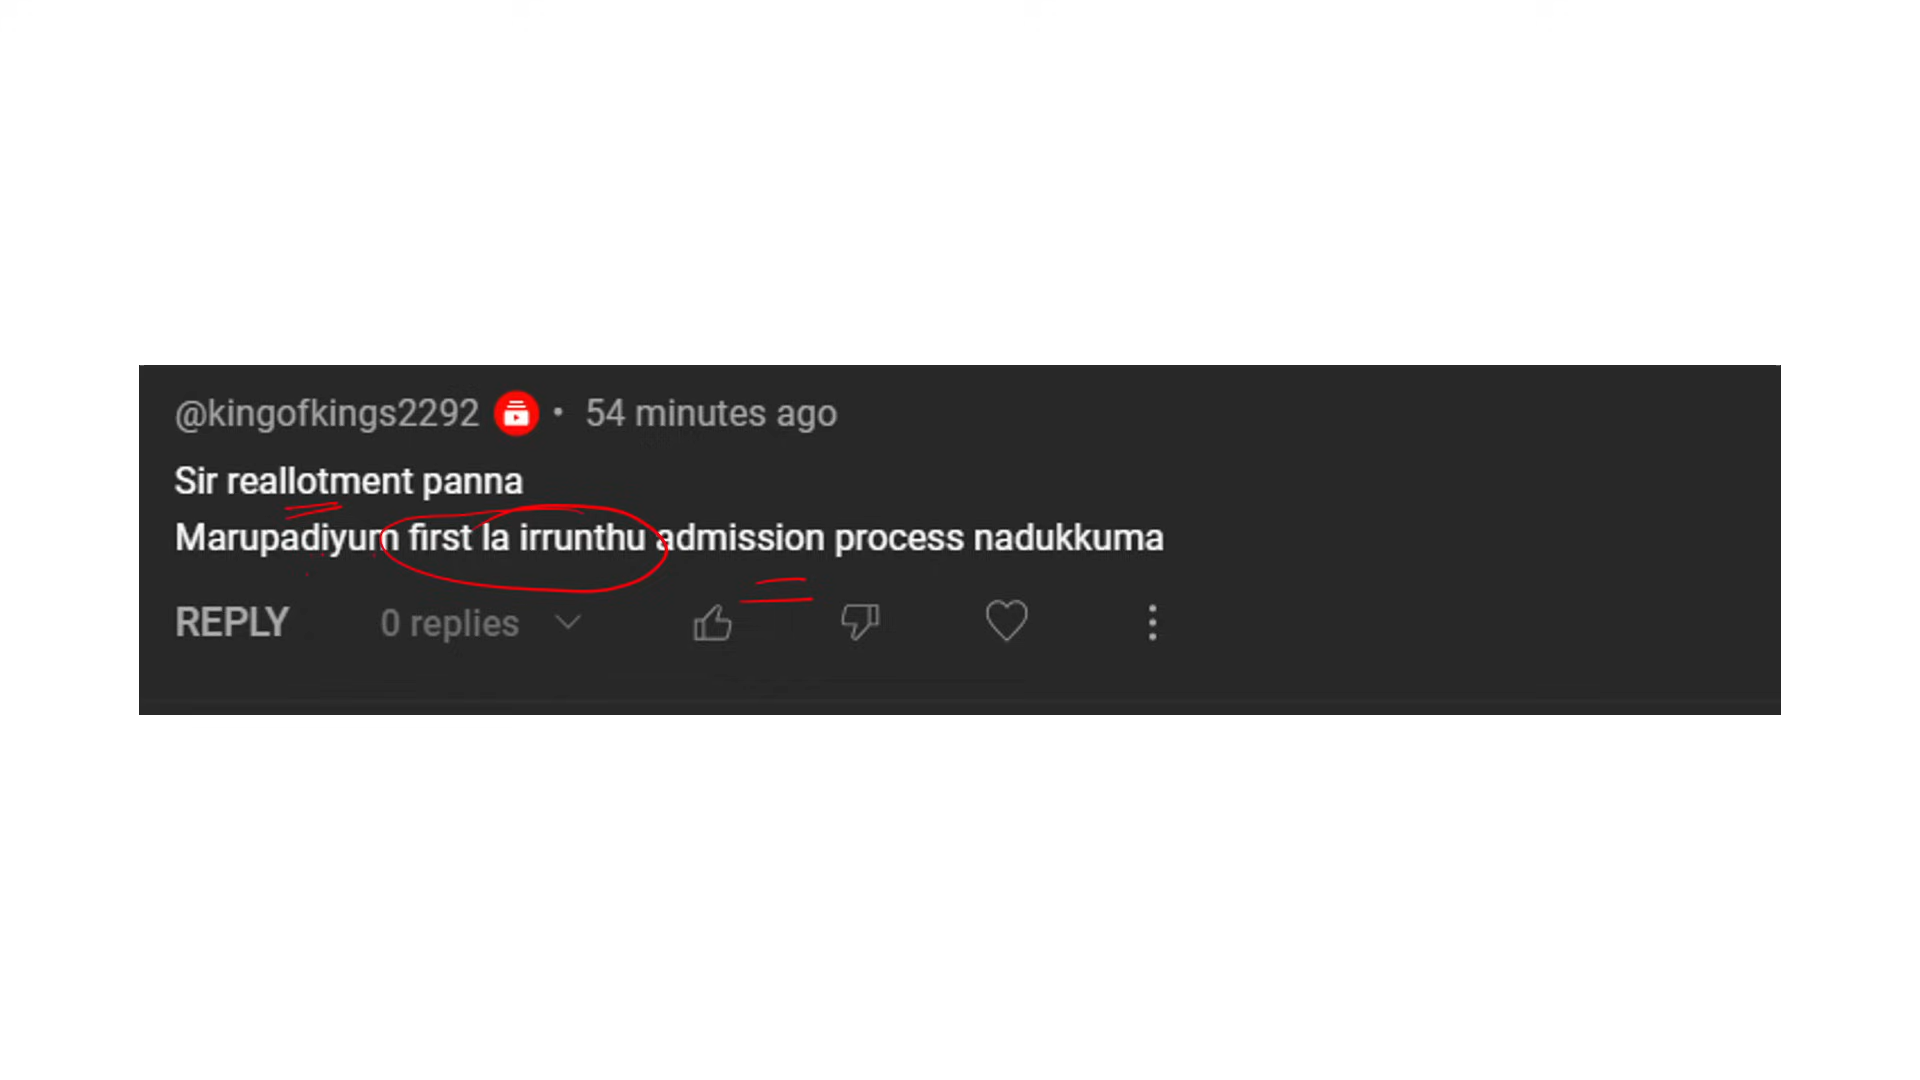 @kingofkings2292 • 54 minutes ago
Sir reallotment panna
Marupadiyum first la irrunthu admission process nadukkuma
REPLY 0 replies